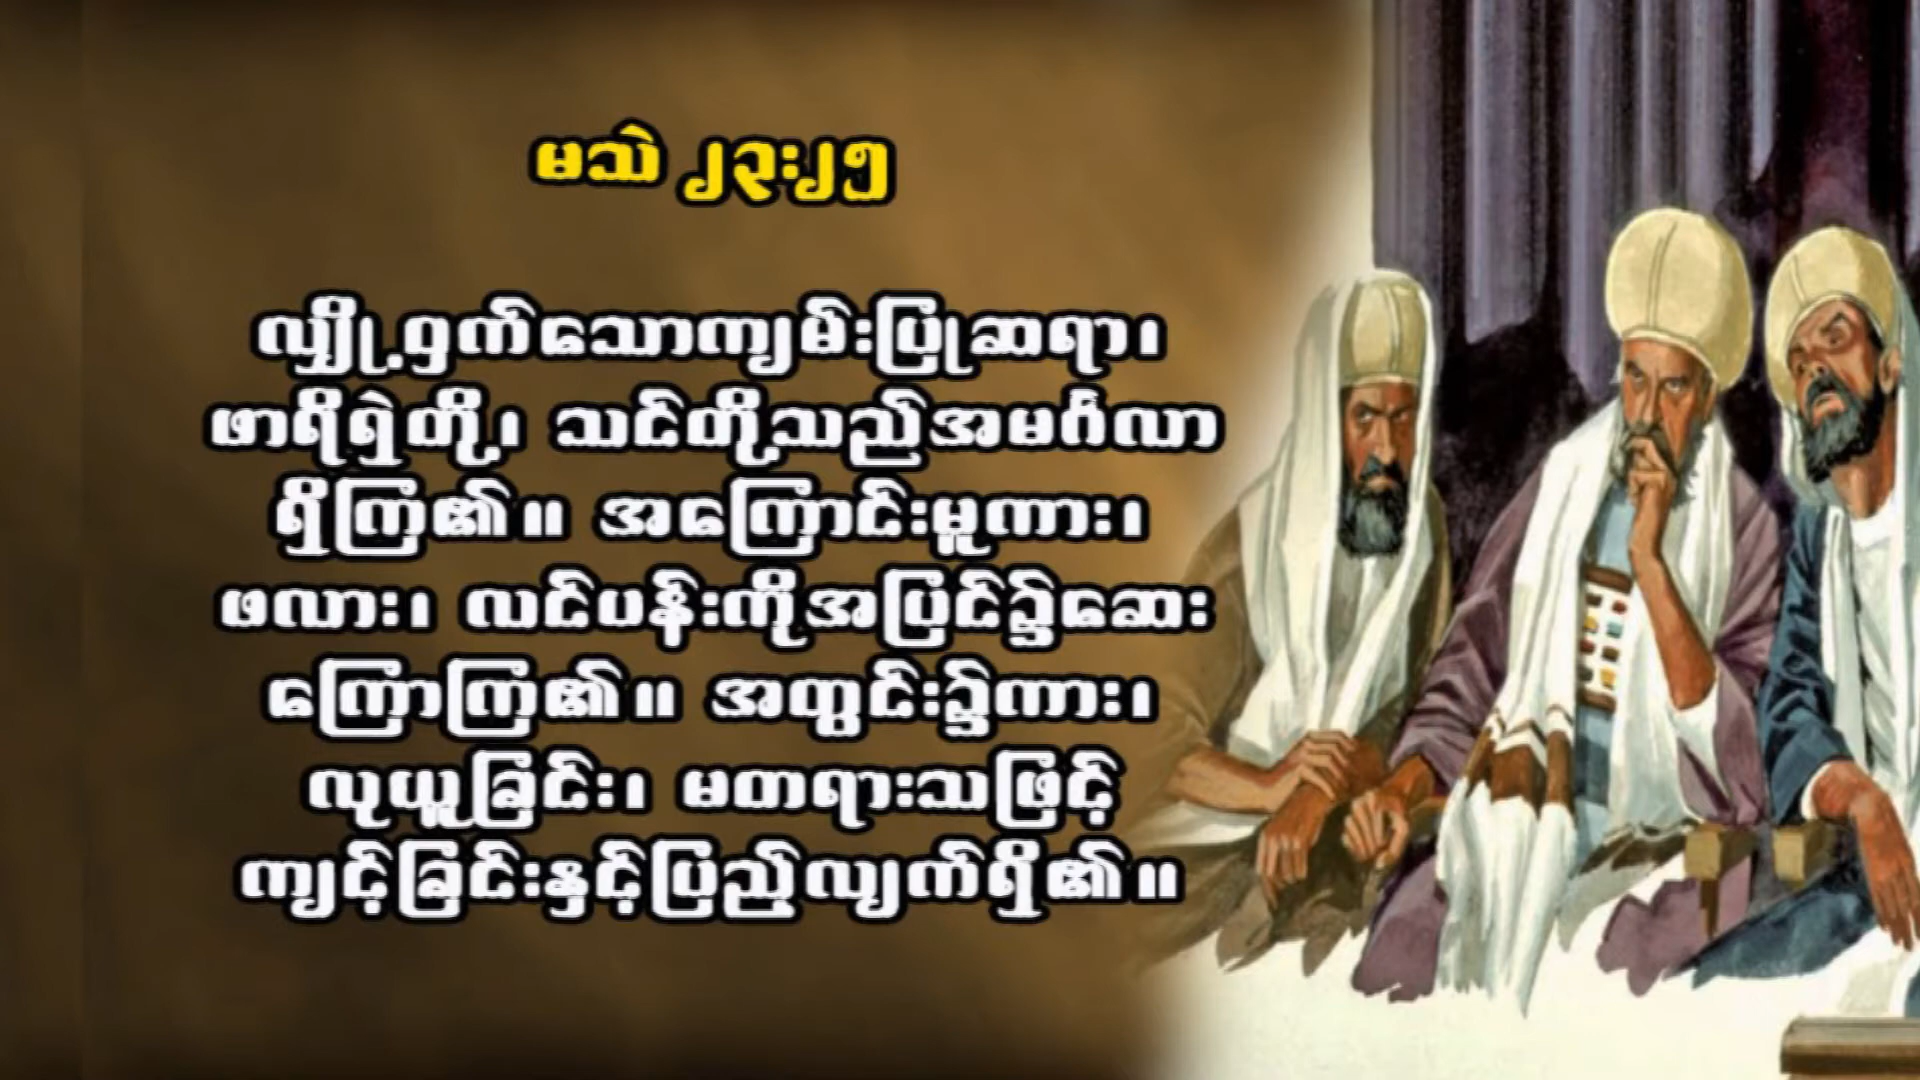 မဿဲ ၂၃း၂၅
လျှို့ဝှက်သောကျမ်းပြုဆရာ၊
ဖာရိရှဲတို့၊ သင်တို့သည်အမင်္ဂလာ
ရှိကြ၏။ အကြောင်းမူကား၊
ဖလား၊ လင်ပန်းကိုအပြင်၌ဆေး
ကြောကြ၏။ အတွင်း၌ကား၊
လုယူခြင်း၊ မတရားသဖြင့်
ကျင့်ခြင်းနှင့်ပြည့်လျက်ရှိ၏။